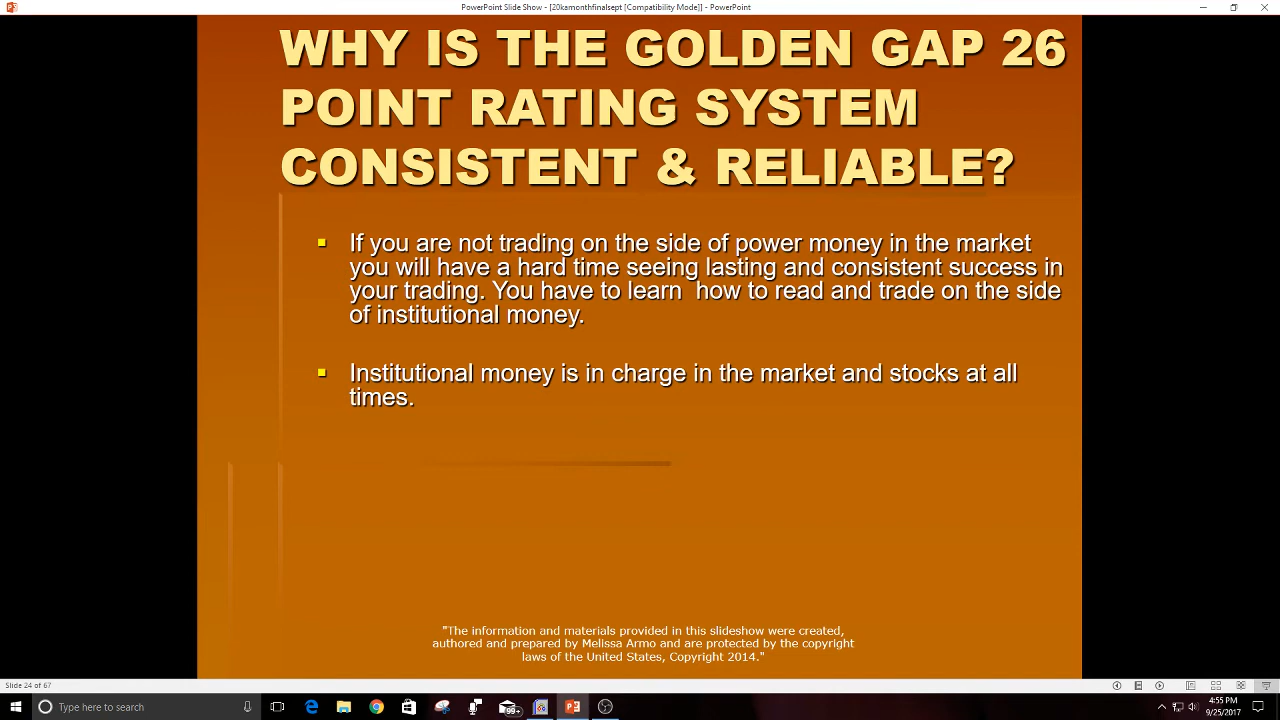 PowerPoint Slide Show - [20kamonthfinalsept [Compatibility Mode]] - PowerPoint
WHY IS THE GOLDEN GAP 26
POINT RATING SYSTEM
CONSISTENT & RELIABLE?
If you are not trading on the side of power money in the market
you will have a hard time seeing lasting and consistent success in
your trading. You have to learn  how to read and trade on the side
of institutional money.
Institutional money is in charge in the market and stocks at all
times.
"The information and materials provided in this slideshow were created,
authored and prepared by Melissa Armo and are protected by the copyright
laws of the United States, Copyright 2014."
Slide 24 of 67
Type here to search
99+
4:55 PM
9/25/2017